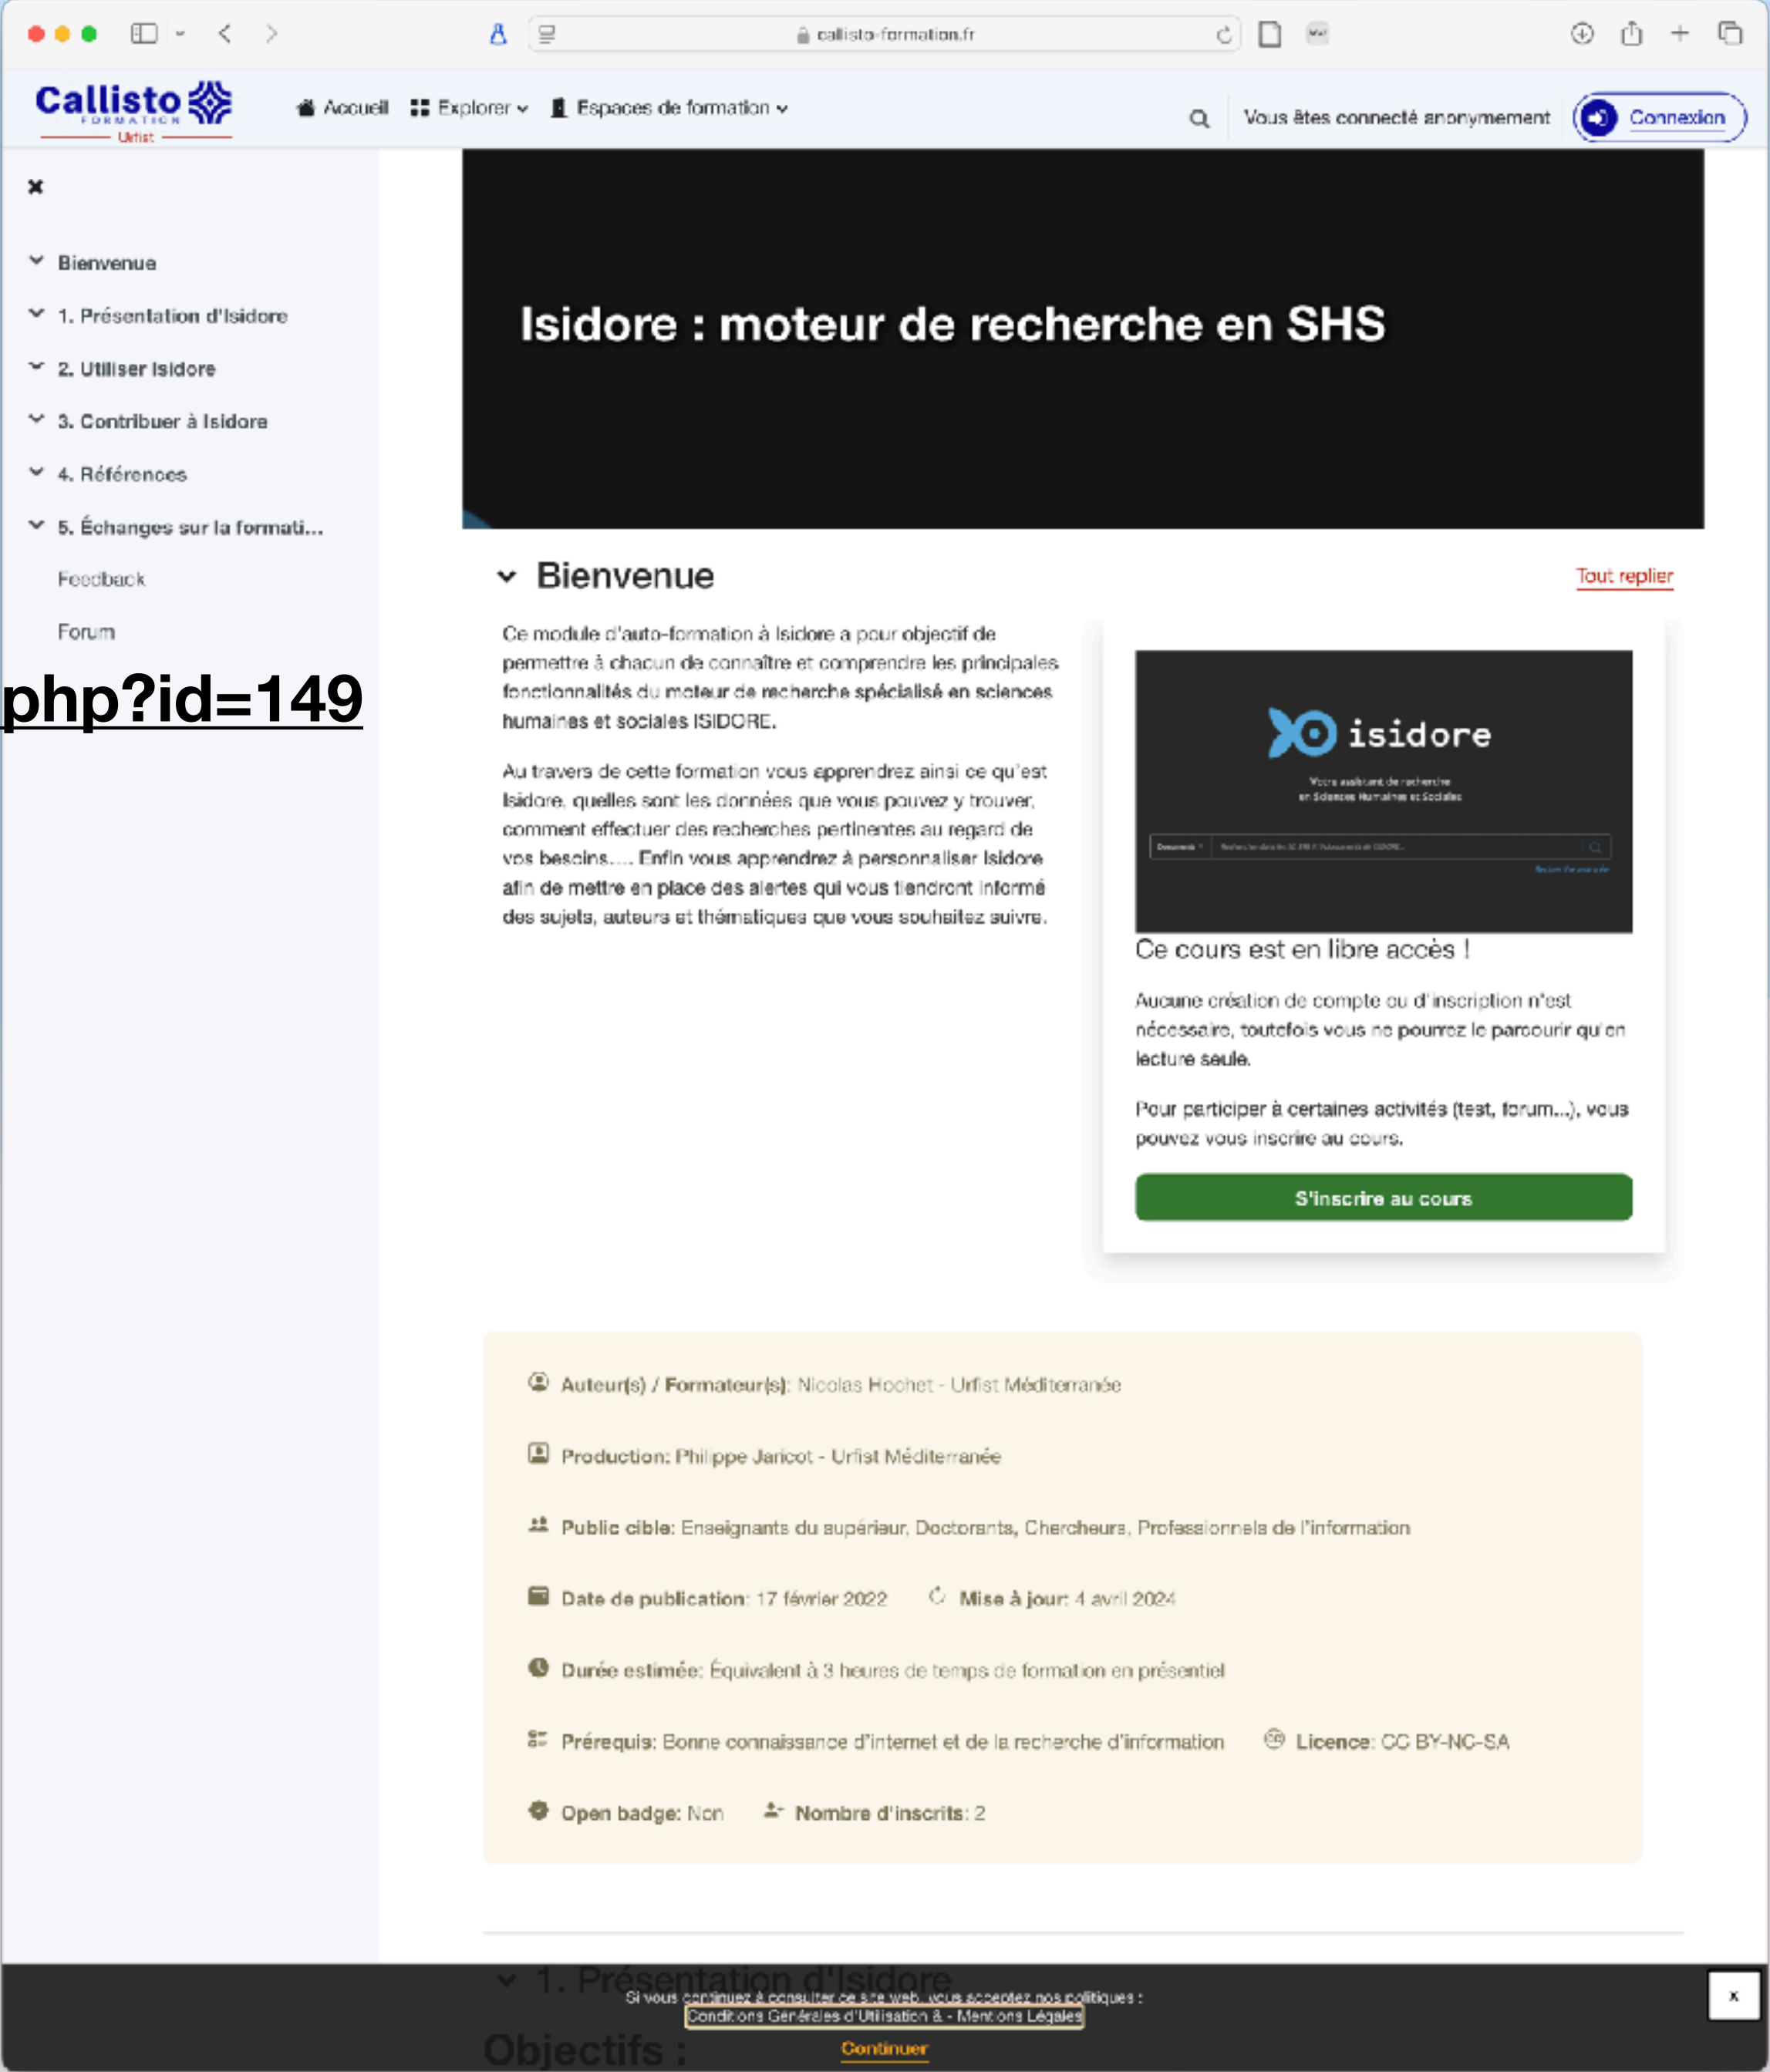 callisto-formation.fr
Callisto
FORMATION
Urfist
Accueil
Explorer
Espaces de formation
Vous êtes connecté anonymement
Connexion
Bienvenue
1. Présentation d'Isidore
2. Utiliser Isidore
3. Contribuer à Isidore
4. Références
5. Échanges sur la formati...
Feedback
Forum
php?id=149
Isidore : moteur de recherche en SHS
Bienvenue
Tout replier
Ce module d'auto-formation à Isidore a pour objectif de
permettre à chacun de connaître et comprendre les principales
fonctionnalités du moteur de recherche spécialisé en sciences
humaines et sociales ISIDORE.
Au travers de cette formation vous apprendrez ainsi ce qu'est
Isidore, quelles sont les données que vous pouvez y trouver,
comment effectuer des recherches pertinentes au regard de
vos besoins.... Enfin vous apprendrez à personnaliser Isidore
afin de mettre en place des alertes qui vous tiendront informé
des sujets, auteurs et thématiques que vous souhaitez suivre.
isidore
Votre assistant de recherche
en Sciences Humaines et Sociales
Documents
Recherche avancée
Ce cours est en libre accès !
Aucune création de compte ou d'inscription n'est
nécessaire, toutefois vous ne pourrez le parcourir qu'en
lecture seule.
Pour participer à certaines activités (test, forum...), vous
pouvez vous inscrire au cours.
S'inscrire au cours
Auteur(s) / Formateur(s): Nicolas Hochet - Urfist Méditerranée
Production: Philippe Jaricot - Urfist Méditerranée
Public cible: Enseignants du supérieur, Doctorants, Chercheurs, Professionnels de l'information
Date de publication: 17 février 2022 Mise à jour: 4 avril 2024
Durée estimée: Équivalent à 3 heures de temps de formation en présentiel
Prérequis: Bonne connaissance d'internet et de la recherche d'information Licence: CC BY-NC-SA
Open badge: Non Nombre d'inscrits: 2
1. Présentation d'Isidore
Si vous continuez à consulter ce site web, vous acceptez nos politiques :
Conditions Générales d'Utilisation & - Mentions Légales
x
Objectifs :
Continuer